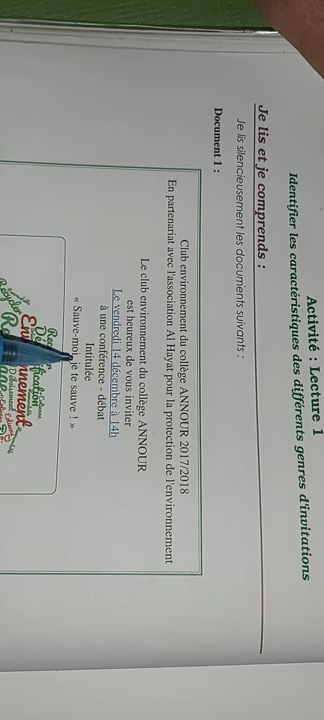 Activité : Lecture 1
Identifier les caractéristiques des différents genres d'invitations
Je lis et je comprends :
Je lis silencieusement les documents suivants :
Document 1 :
Club environnement du collège ANNOUR 2017/2018
En partenariat avec l'association Al Hayat pour la protection de l'environnement
Le club environnement du collège ANNOUR
est heureux de vous inviter
Le vendredi 14 décembre à 14h
à une conférence - débat
Intitulée
« Sauve-moi, je te sauve ! »